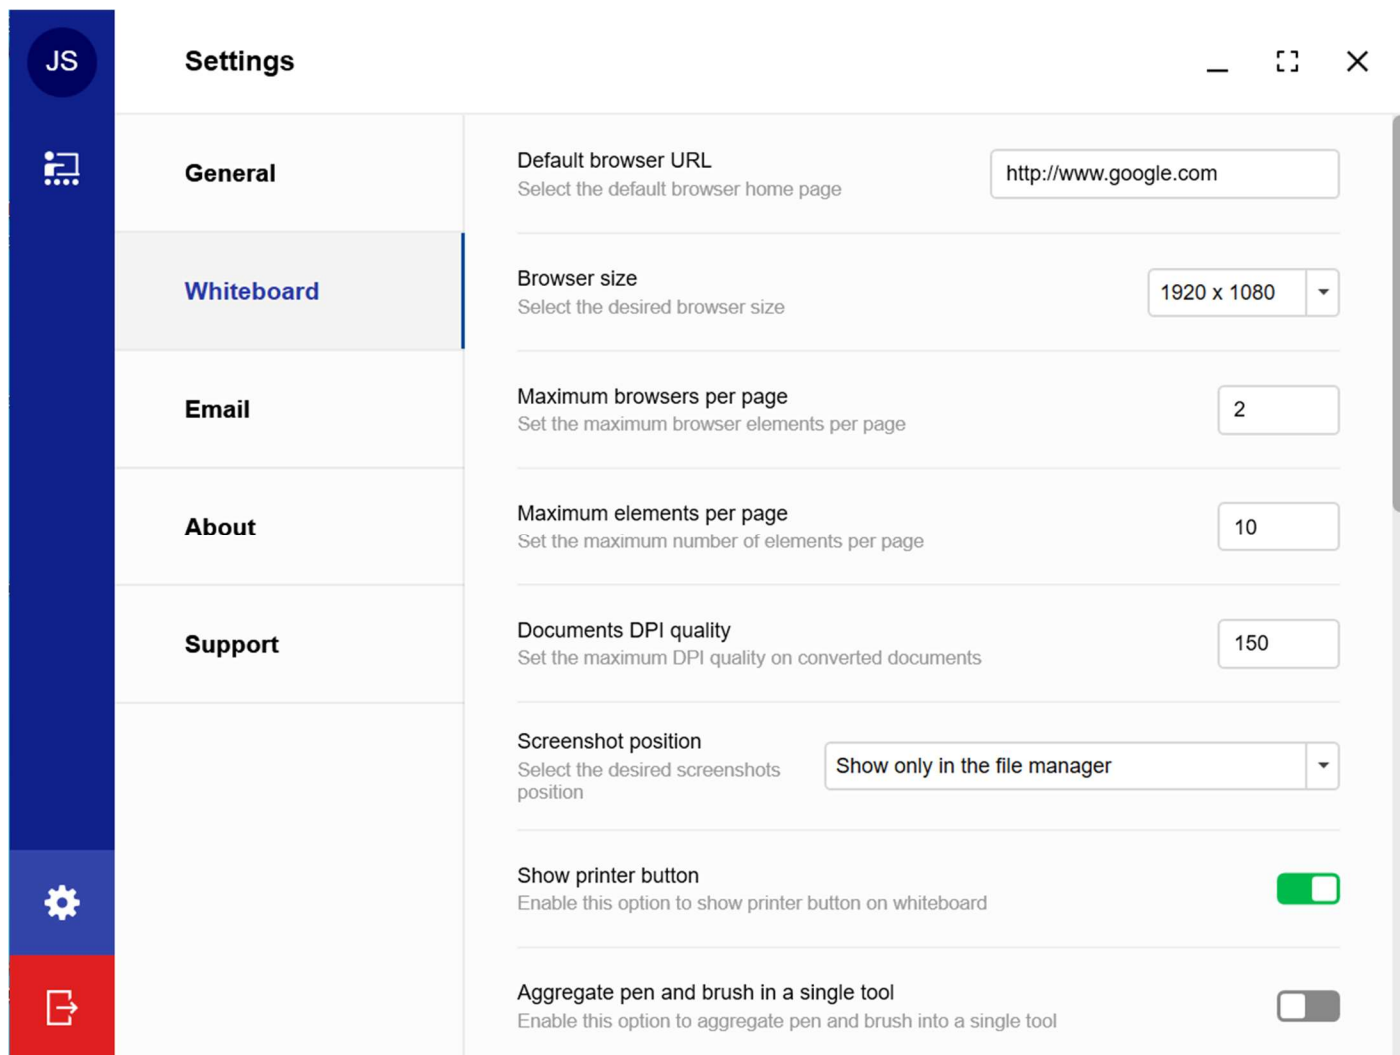 JS
Settings
General
Whiteboard
Email
About
Support
Default browser URL
Select the default browser home page
http://www.google.com
Browser size
Select the desired browser size
1920 x 1080
Maximum browsers per page
Set the maximum browser elements per page
2
Maximum elements per page
Set the maximum number of elements per page
10
Documents DPI quality
Set the maximum DPI quality on converted documents
150
Screenshot position
Select the desired screenshots
position
Show only in the file manager
Show printer button
Enable this option to show printer button on whiteboard
Aggregate pen and brush in a single tool
Enable this option to aggregate pen and brush into a single tool